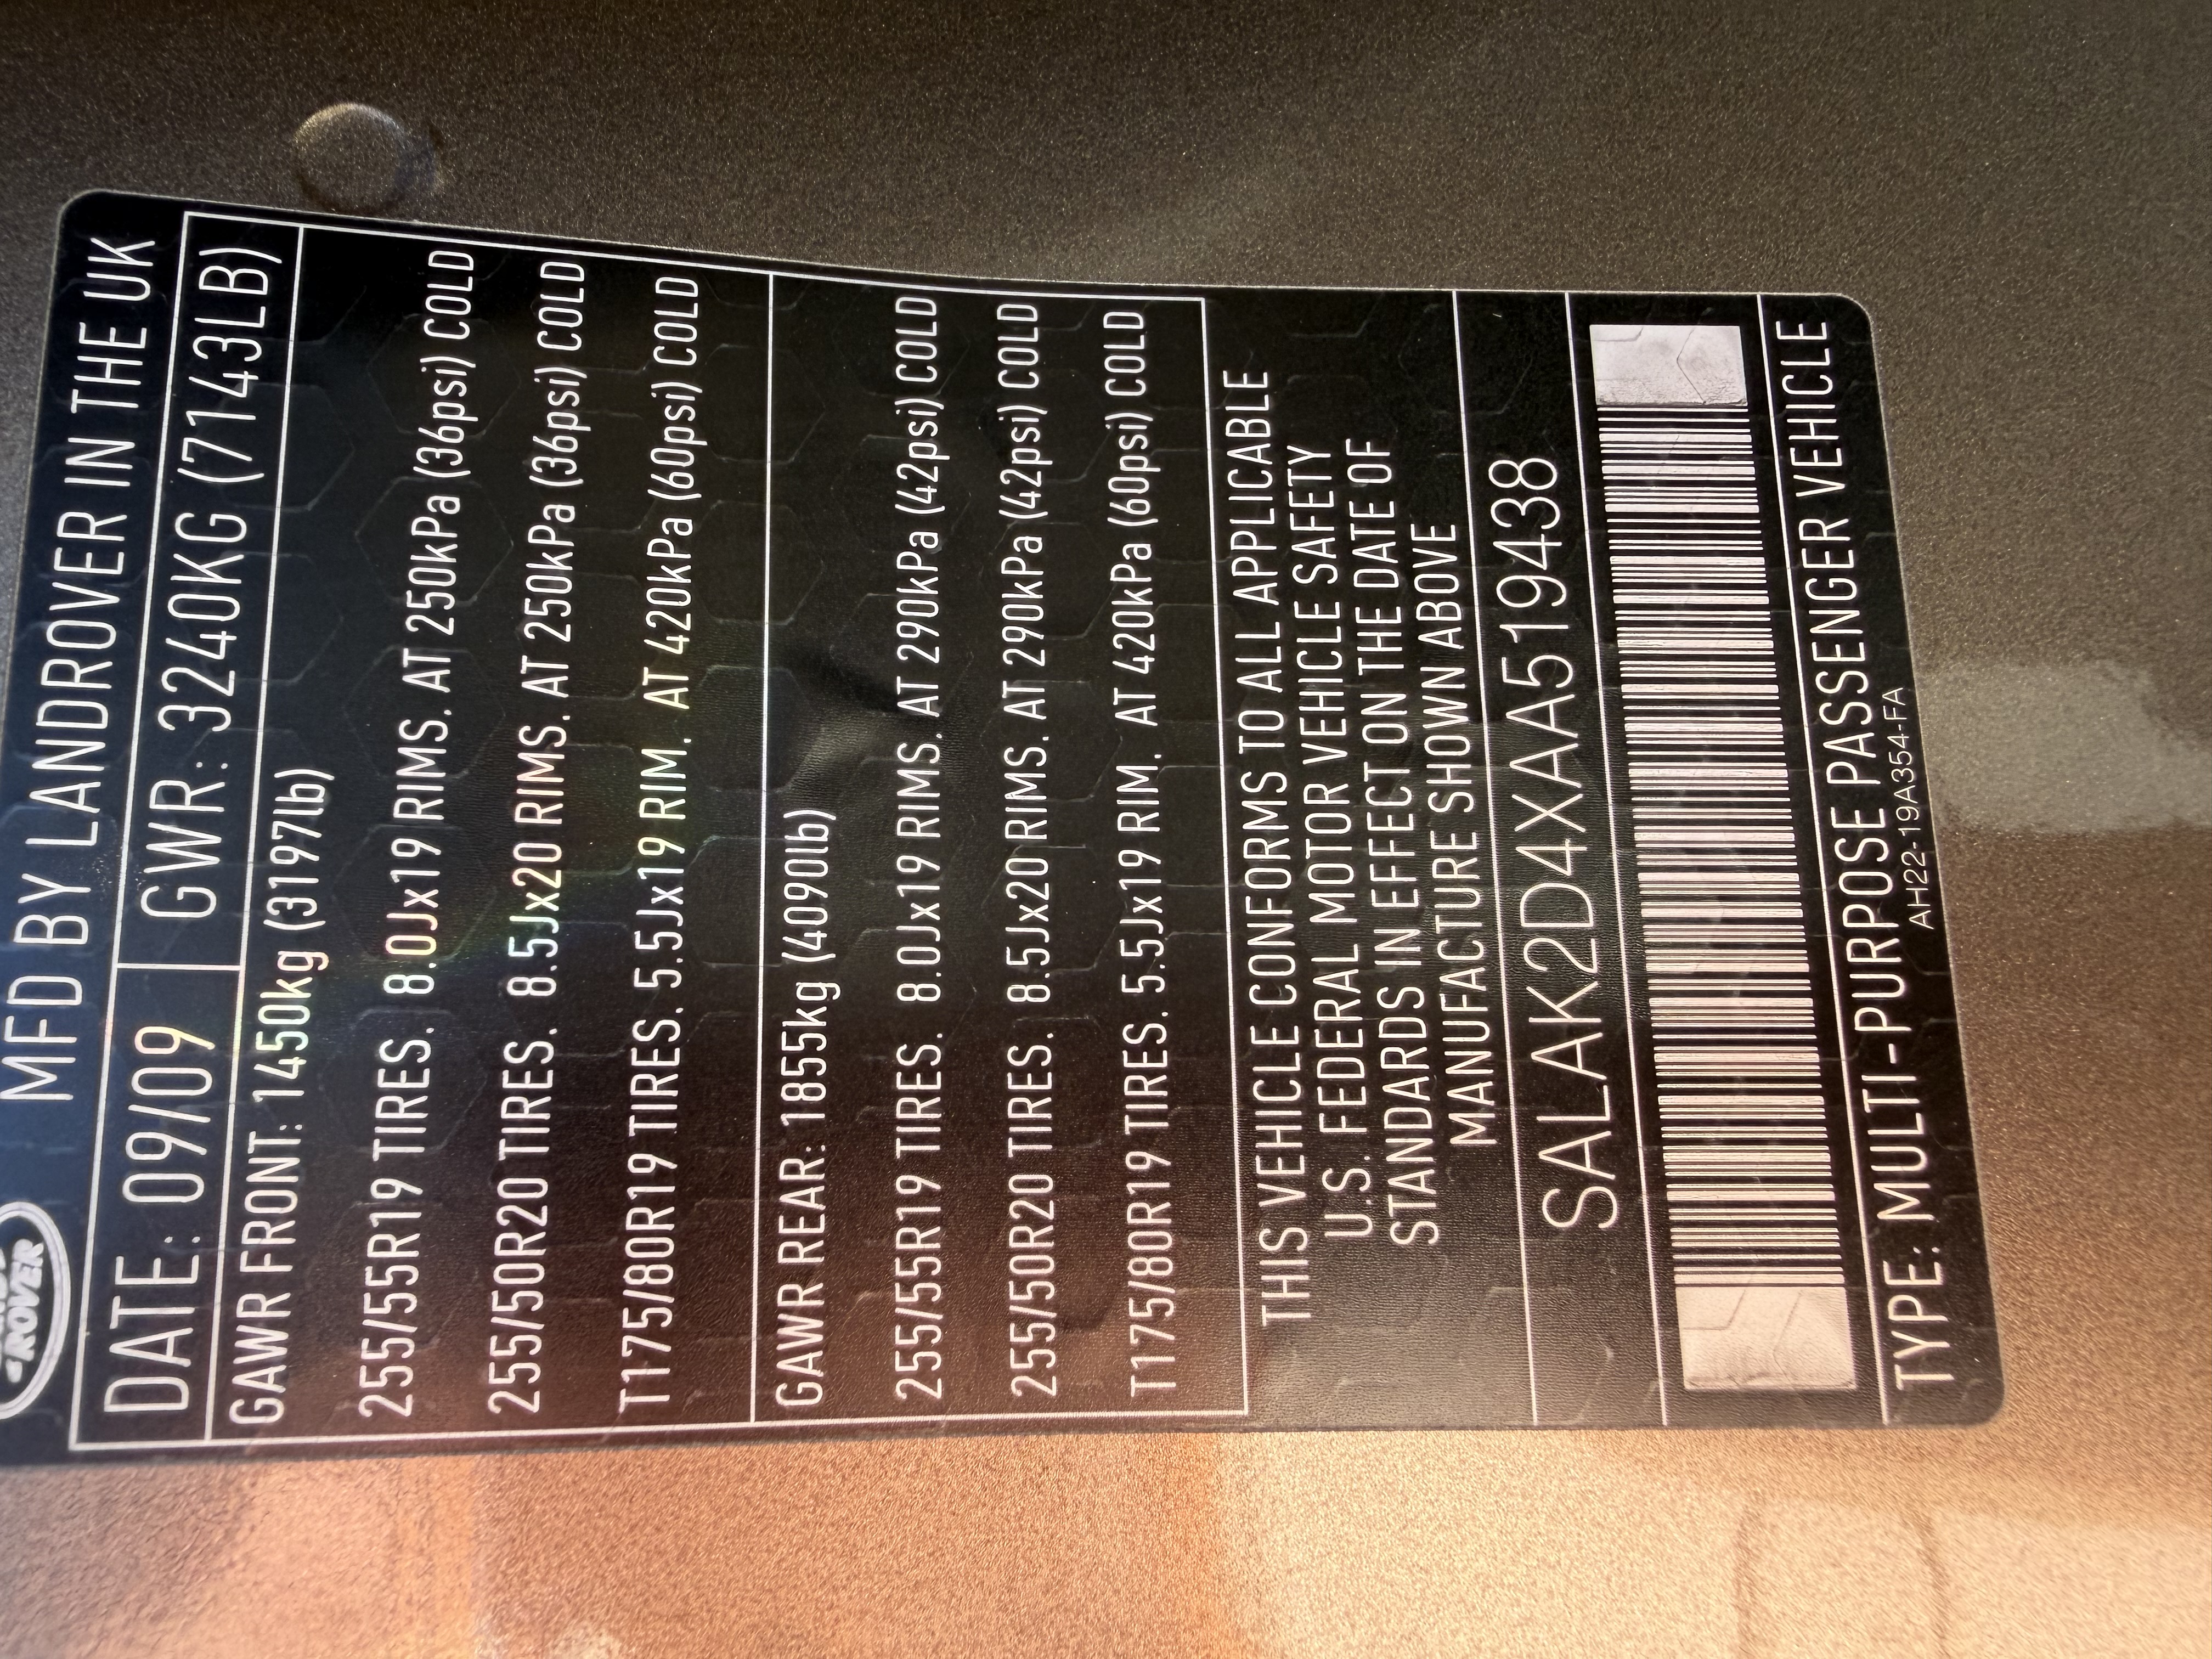 MFD BY LANDROVER IN THE UK
ROVER
DATE: 09/09 GWR: 3240KG (7143LB)
GAWR FRONT: 1450kg (3197lb)
255/55R19 TIRES. 8.0Jx19 RIMS. AT 250kPa (36psi) COLD
255/50R20 TIRES. 8.5Jx20 RIMS. AT 250kPa (36psi) COLD
T175/80R19 TIRES. 5.5Jx19 RIM. AT 420kPa (60psi) COLD
GAWR REAR: 1855kg (4090lb)
255/55R19 TIRES. 8.0Jx19 RIMS. AT 290kPa (42psi) COLD
255/50R20 TIRES. 8.5Jx20 RIMS. AT 290kPa (42psi) COLD
T175/80R19 TIRES. 5.5Jx19 RIM. AT 420kPa (60psi) COLD
THIS VEHICLE CONFORMS TO ALL APPLICABLE
U.S. FEDERAL MOTOR VEHICLE SAFETY
STANDARDS IN EFFECT ON THE DATE OF
MANUFACTURE SHOWN ABOVE
SALAK2D4XAA519438
TYPE: MULTI-PURPOSE PASSENGER VEHICLE
AH22-19A354-FA